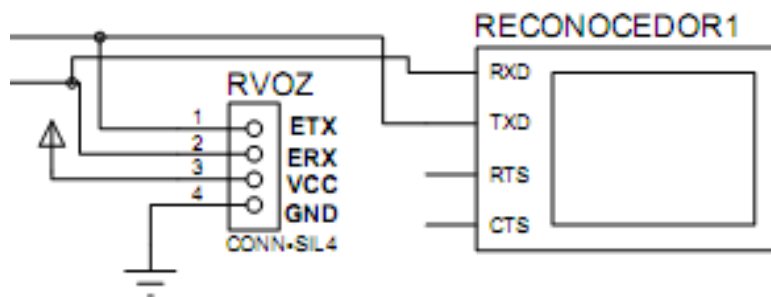 RECONOCEDOR1
RXD
TXD
RTS
CTS
RVOZ
1 ETX
2 ERX
3 VCC
4 GND
CONN-SIL4